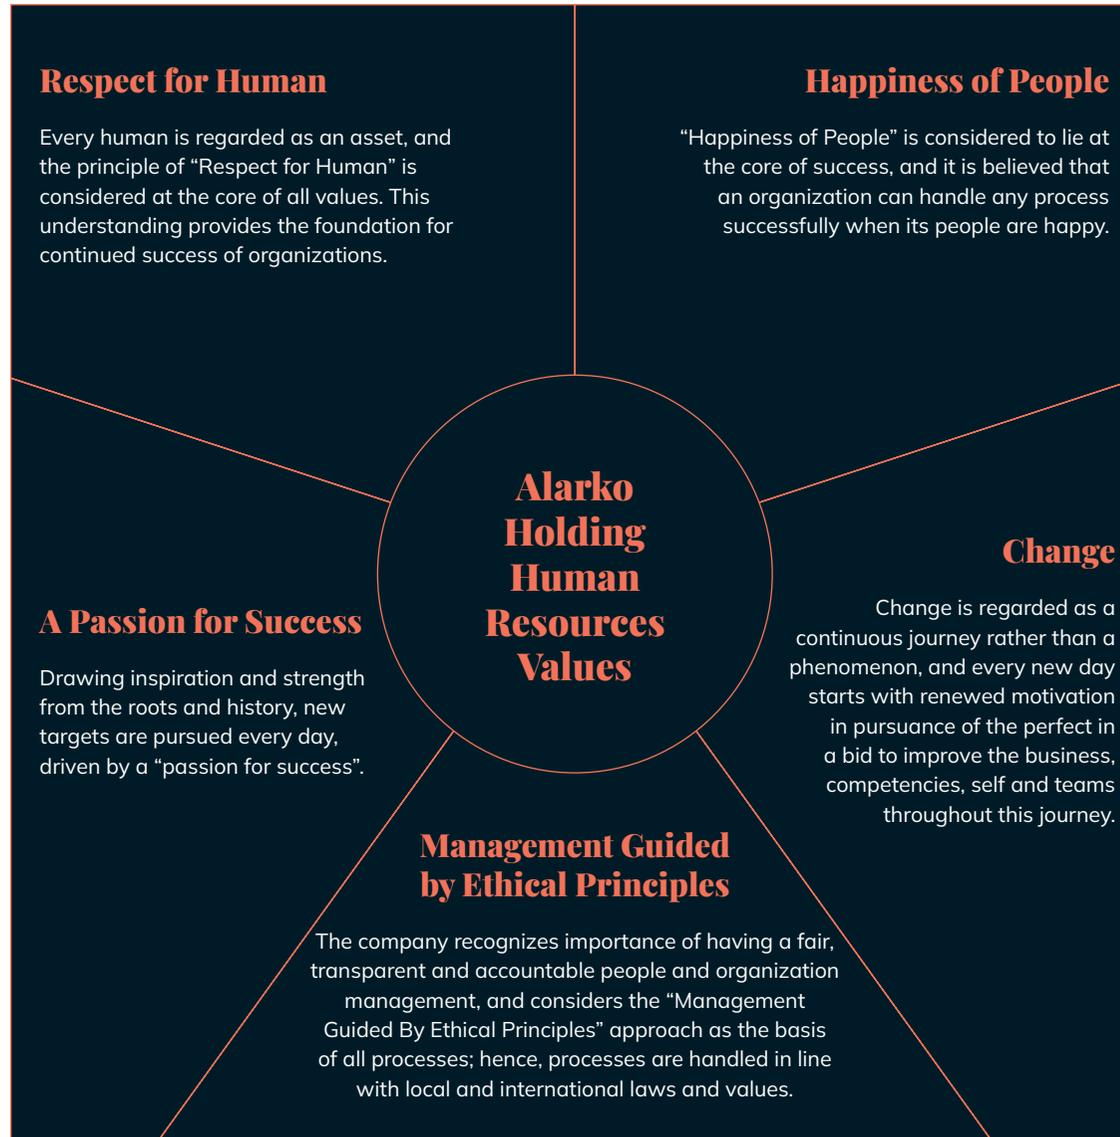 Respect for Human
Every human is regarded as an asset, and
the principle of “Respect for Human” is
considered at the core of all values. This
understanding provides the foundation for
continued success of organizations.
Happiness of People
“Happiness of People” is considered to lie at
the core of success, and it is believed that
an organization can handle any process
successfully when its people are happy.
Alarko
Holding
Human
Resources
Values
A Passion for Success
Drawing inspiration and strength
from the roots and history, new
targets are pursued every day,
driven by a “passion for success”.
Change
Change is regarded as a
continuous journey rather than a
phenomenon, and every new day
starts with renewed motivation
in pursuance of the perfect in
a bid to improve the business,
competencies, self and teams
throughout this journey.
Management Guided
by Ethical Principles
The company recognizes importance of having a fair,
transparent and accountable people and organization
management, and considers the “Management
Guided By Ethical Principles” approach as the basis
of all processes; hence, processes are handled in line
with local and international laws and values.